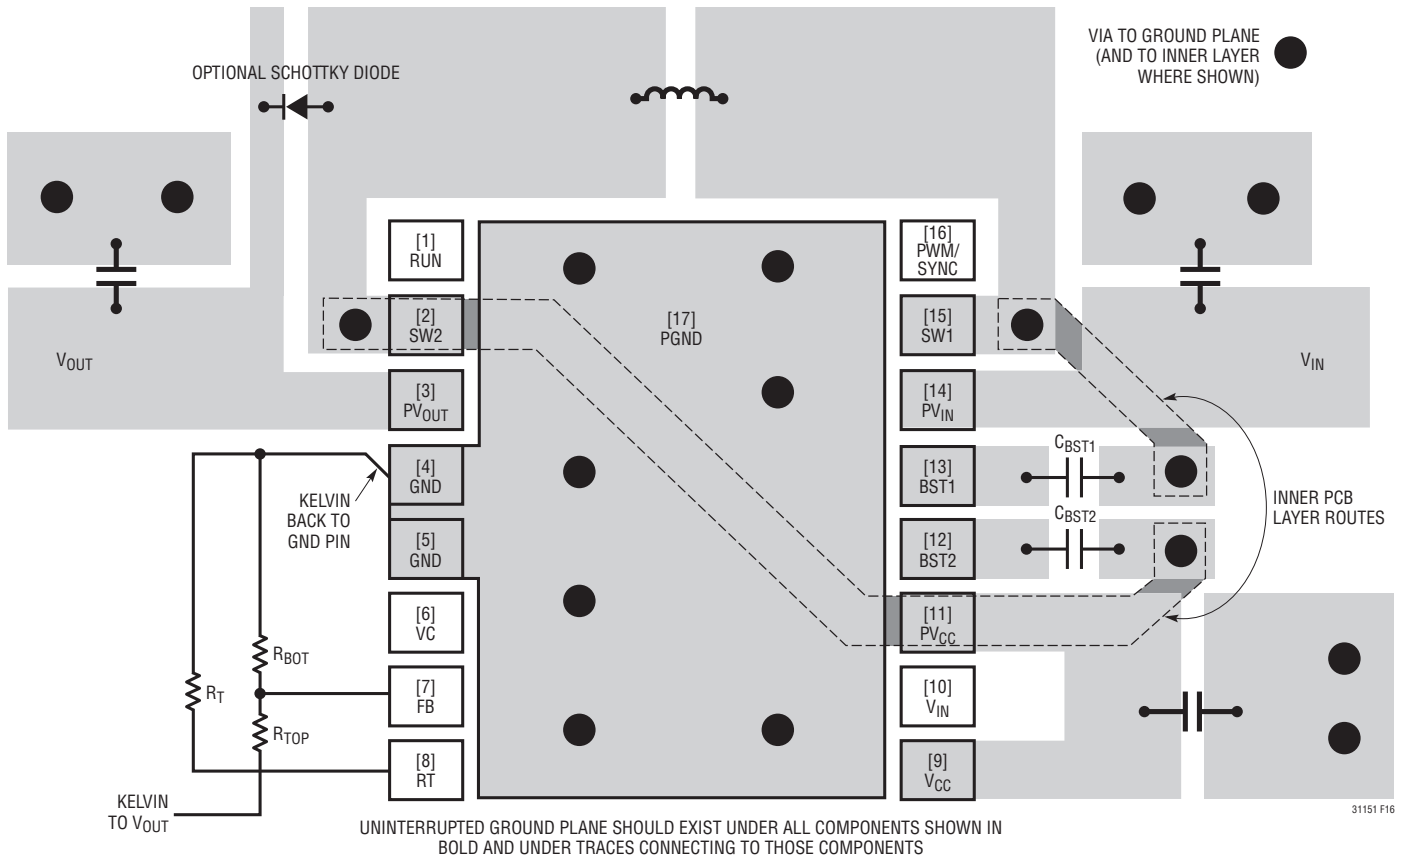 VIA TO GROUND PLANE
(AND TO INNER LAYER
WHERE SHOWN)
OPTIONAL SCHOTTKY DIODE
[1]
RUN
[2]
SW2
[3]
PVOUT
[4]
GND
[5]
GND
[6]
VC
[7]
FB
[8]
RT
[17]
PGND
[16]
PWM/
SYNC
[15]
SW1
[14]
PVIN
[13]
BST1
[12]
BST2
[11]
PVCC
[10]
VIN
[9]
VCC
VOUT
VIN
CBST1
CBST2
KELVIN
BACK TO
GND PIN
INNER PCB
LAYER ROUTES
RBOT
RT
RTOP
KELVIN
TO VOUT
31151 F16
UNINTERRUPTED GROUND PLANE SHOULD EXIST UNDER ALL COMPONENTS SHOWN IN
BOLD AND UNDER TRACES CONNECTING TO THOSE COMPONENTS